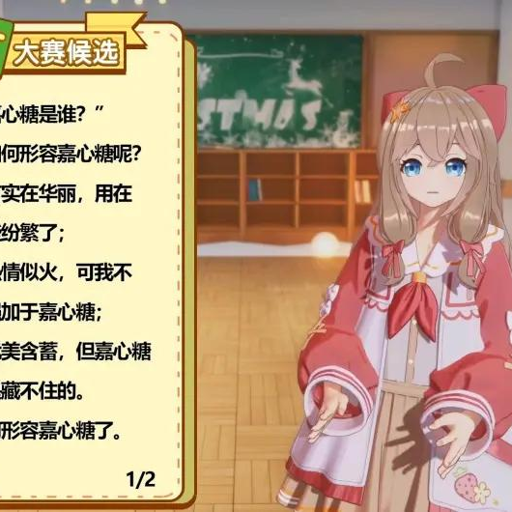 大赛候选
心糖是谁？”
何形容嘉心糖呢？
实在华丽，用在
纷繁了；
情似火，可我不
加于嘉心糖；
美含蓄，但嘉心糖
藏不住的。
形容嘉心糖了。
1/2
STMAS